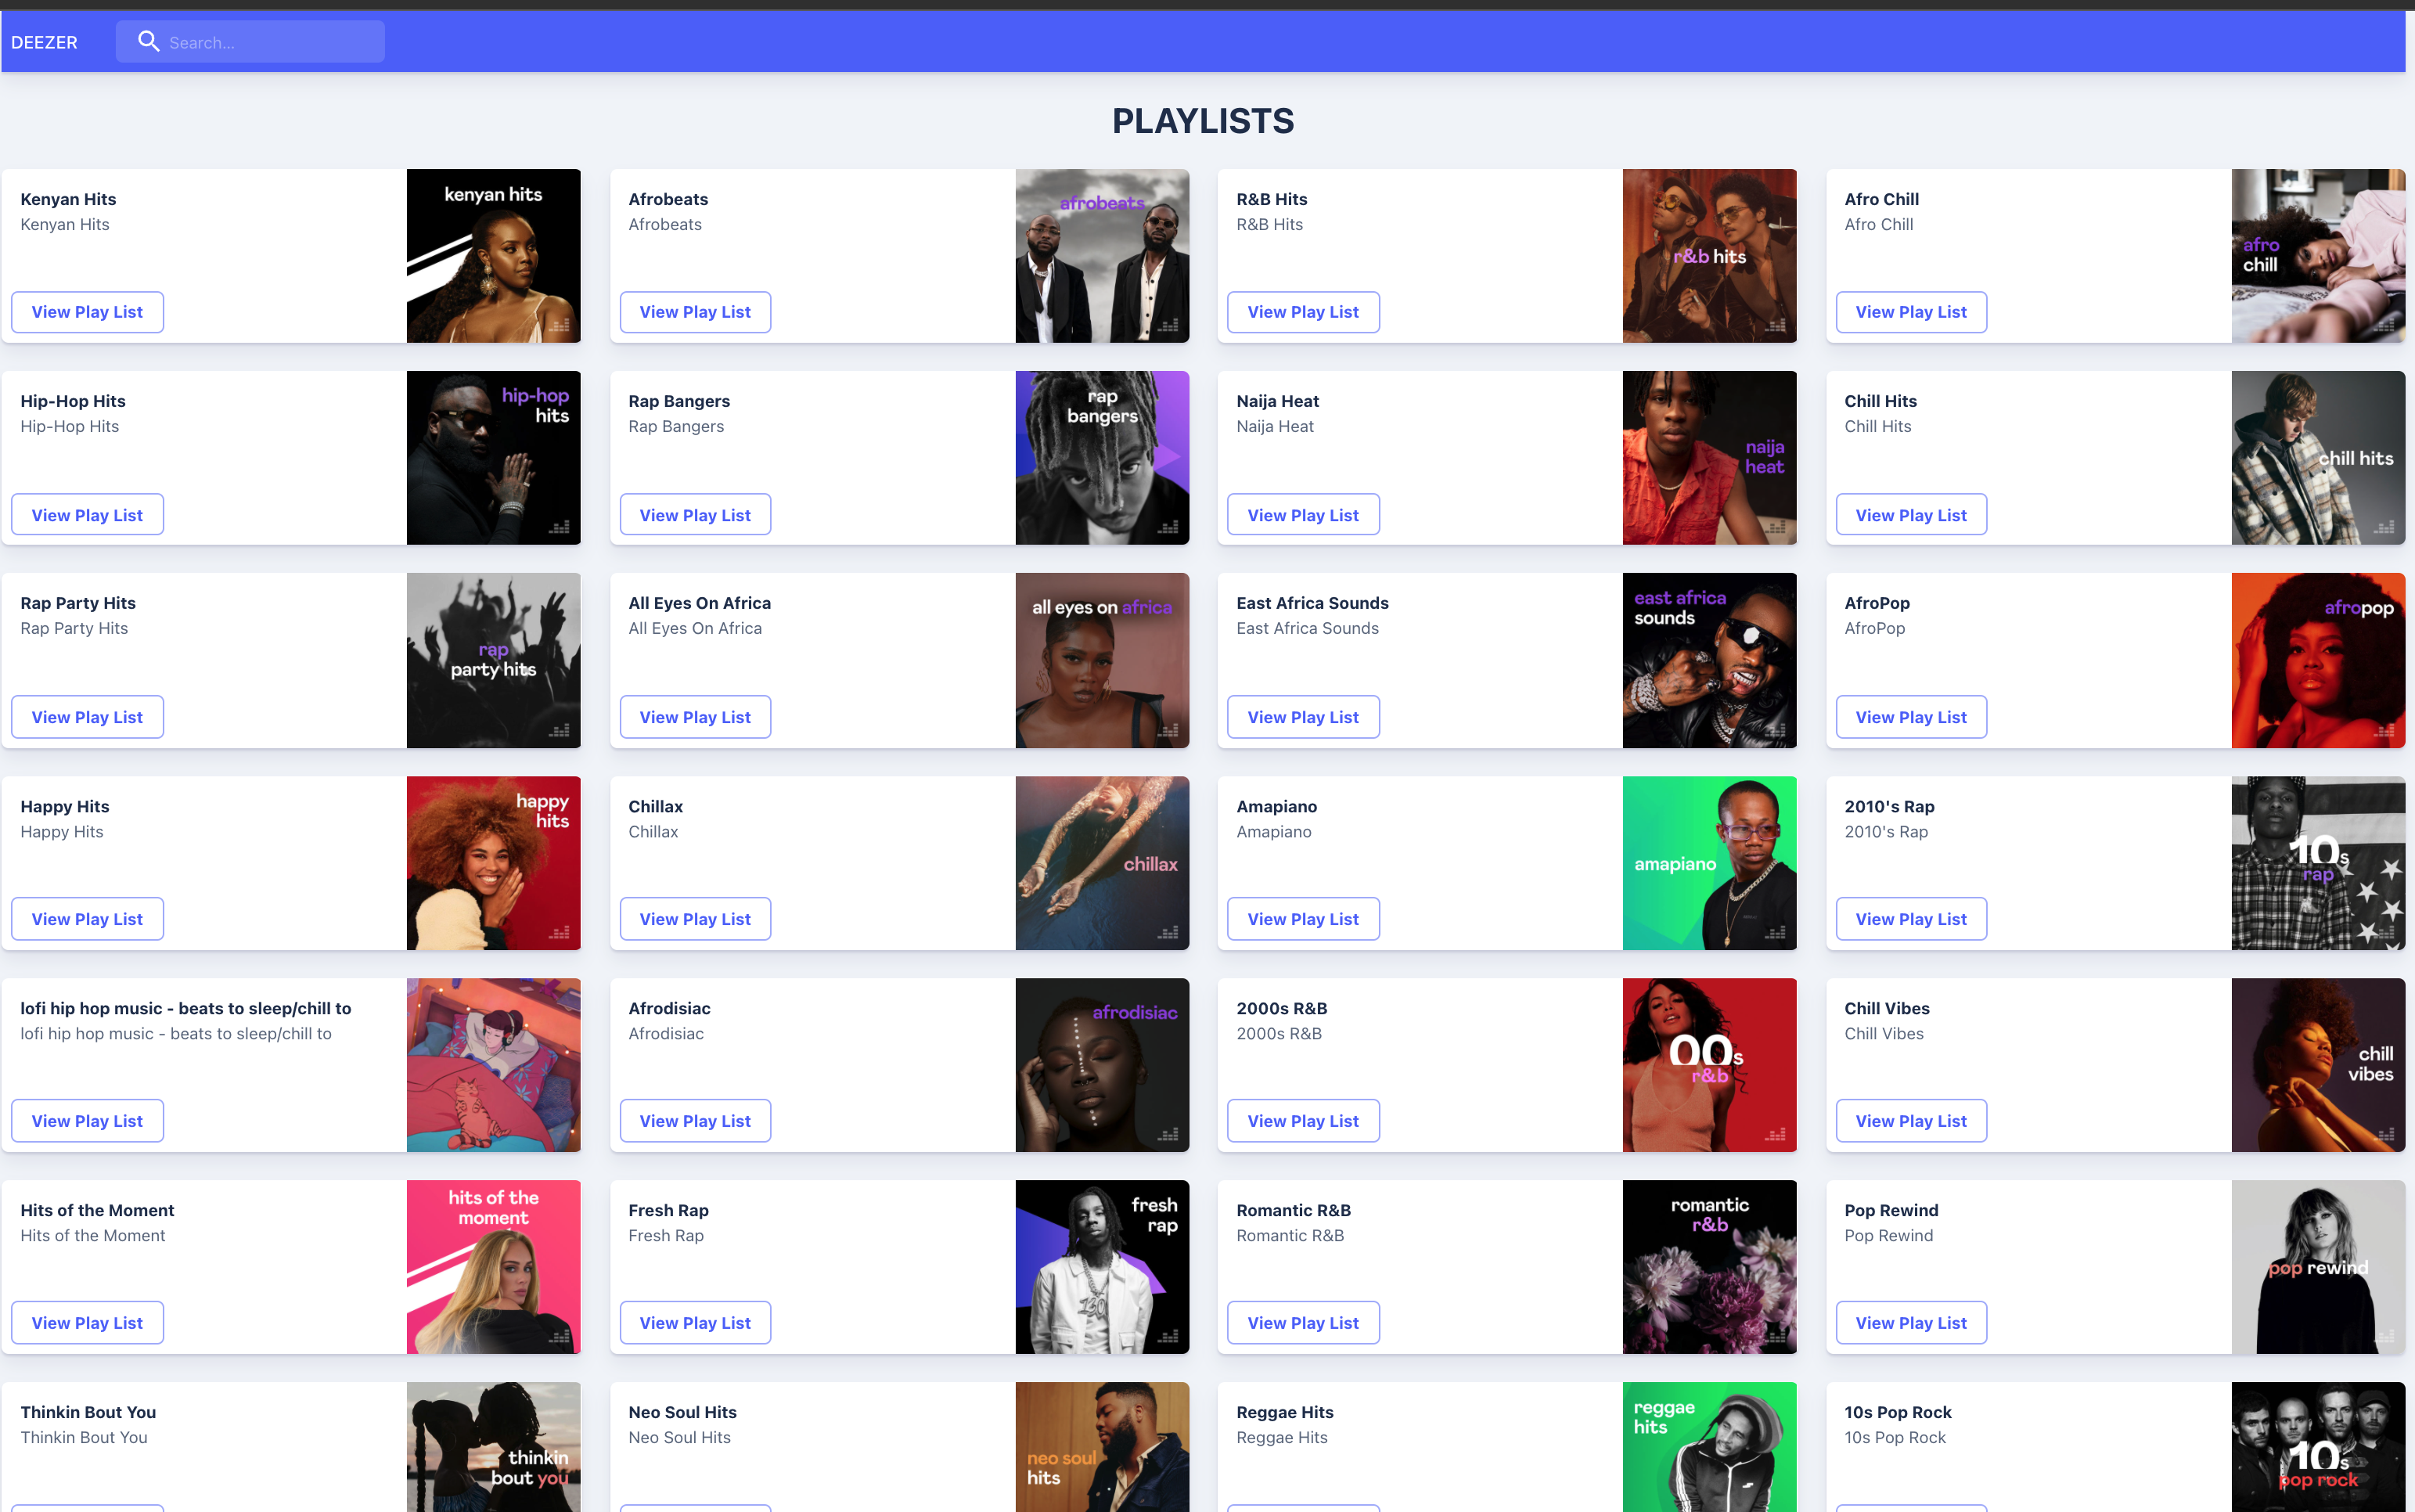 DEEZER
Search...
PLAYLISTS
Kenyan Hits
Kenyan Hits
View Play List
kenyan hits
Afrobeats
Afrobeats
View Play List
afrobeats
R&B Hits
R&B Hits
View Play List
r&b hits
Afro Chill
Afro Chill
View Play List
afro
chill
Hip-Hop Hits
Hip-Hop Hits
View Play List
hip-hop
hits
Rap Bangers
Rap Bangers
View Play List
rap
bangers
Naija Heat
Naija Heat
View Play List
naija
heat
Chill Hits
Chill Hits
View Play List
chill hits
Rap Party Hits
Rap Party Hits
View Play List
rap
party hits
All Eyes On Africa
All Eyes On Africa
View Play List
all eyes on africa
East Africa Sounds
East Africa Sounds
View Play List
east africa
sounds
AfroPop
AfroPop
View Play List
afropop
Happy Hits
Happy Hits
View Play List
happy
hits
Chillax
Chillax
View Play List
chillax
Amapiano
Amapiano
View Play List
amapiano
2010's Rap
2010's Rap
View Play List
10s
rap
lofi hip hop music - beats to sleep/chill to
lofi hip hop music - beats to sleep/chill to
View Play List
Afrodisiac
Afrodisiac
View Play List
afrodisiac
2000s R&B
2000s R&B
View Play List
00s
r&b
Chill Vibes
Chill Vibes
View Play List
chill
vibes
Hits of the Moment
Hits of the Moment
View Play List
hits of the
moment
Fresh Rap
Fresh Rap
View Play List
fresh
rap
Romantic R&B
Romantic R&B
View Play List
romantic
r&b
Pop Rewind
Pop Rewind
View Play List
pop rewind
Thinkin Bout You
Thinkin Bout You
thinkin
bout you
Neo Soul Hits
Neo Soul Hits
neo soul
hits
Reggae Hits
Reggae Hits
reggae
hits
10s Pop Rock
10s Pop Rock
10s
pop rock